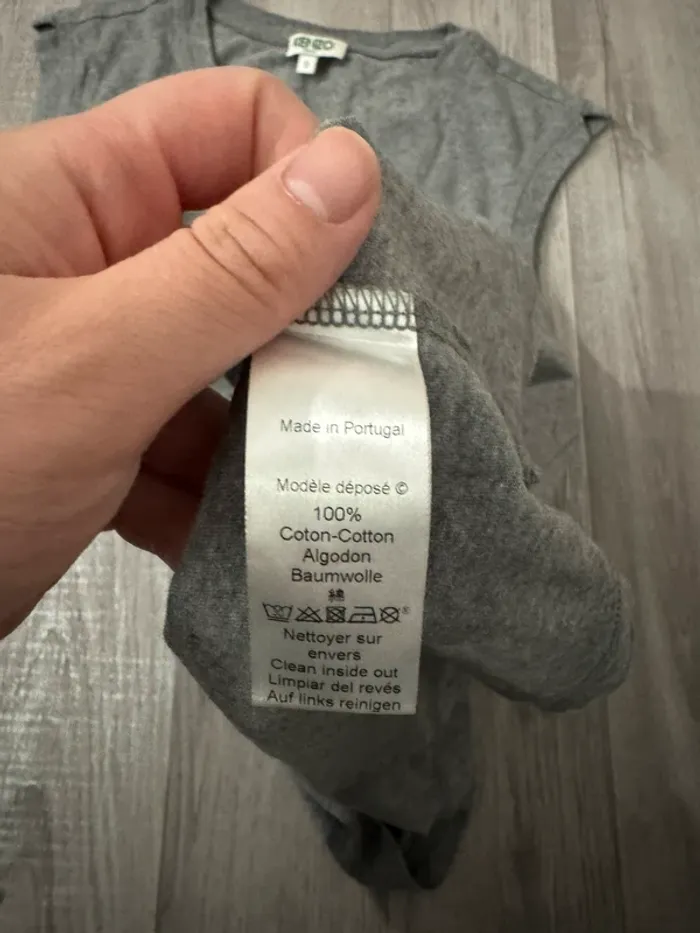 KENZO
Made in Portugal
Modèle déposé ©
100%
Coton-Cotton
Algodon
Baumwolle
綿
Nettoyer sur
envers
Clean inside out
Limpiar del revés
Auf links reinigen